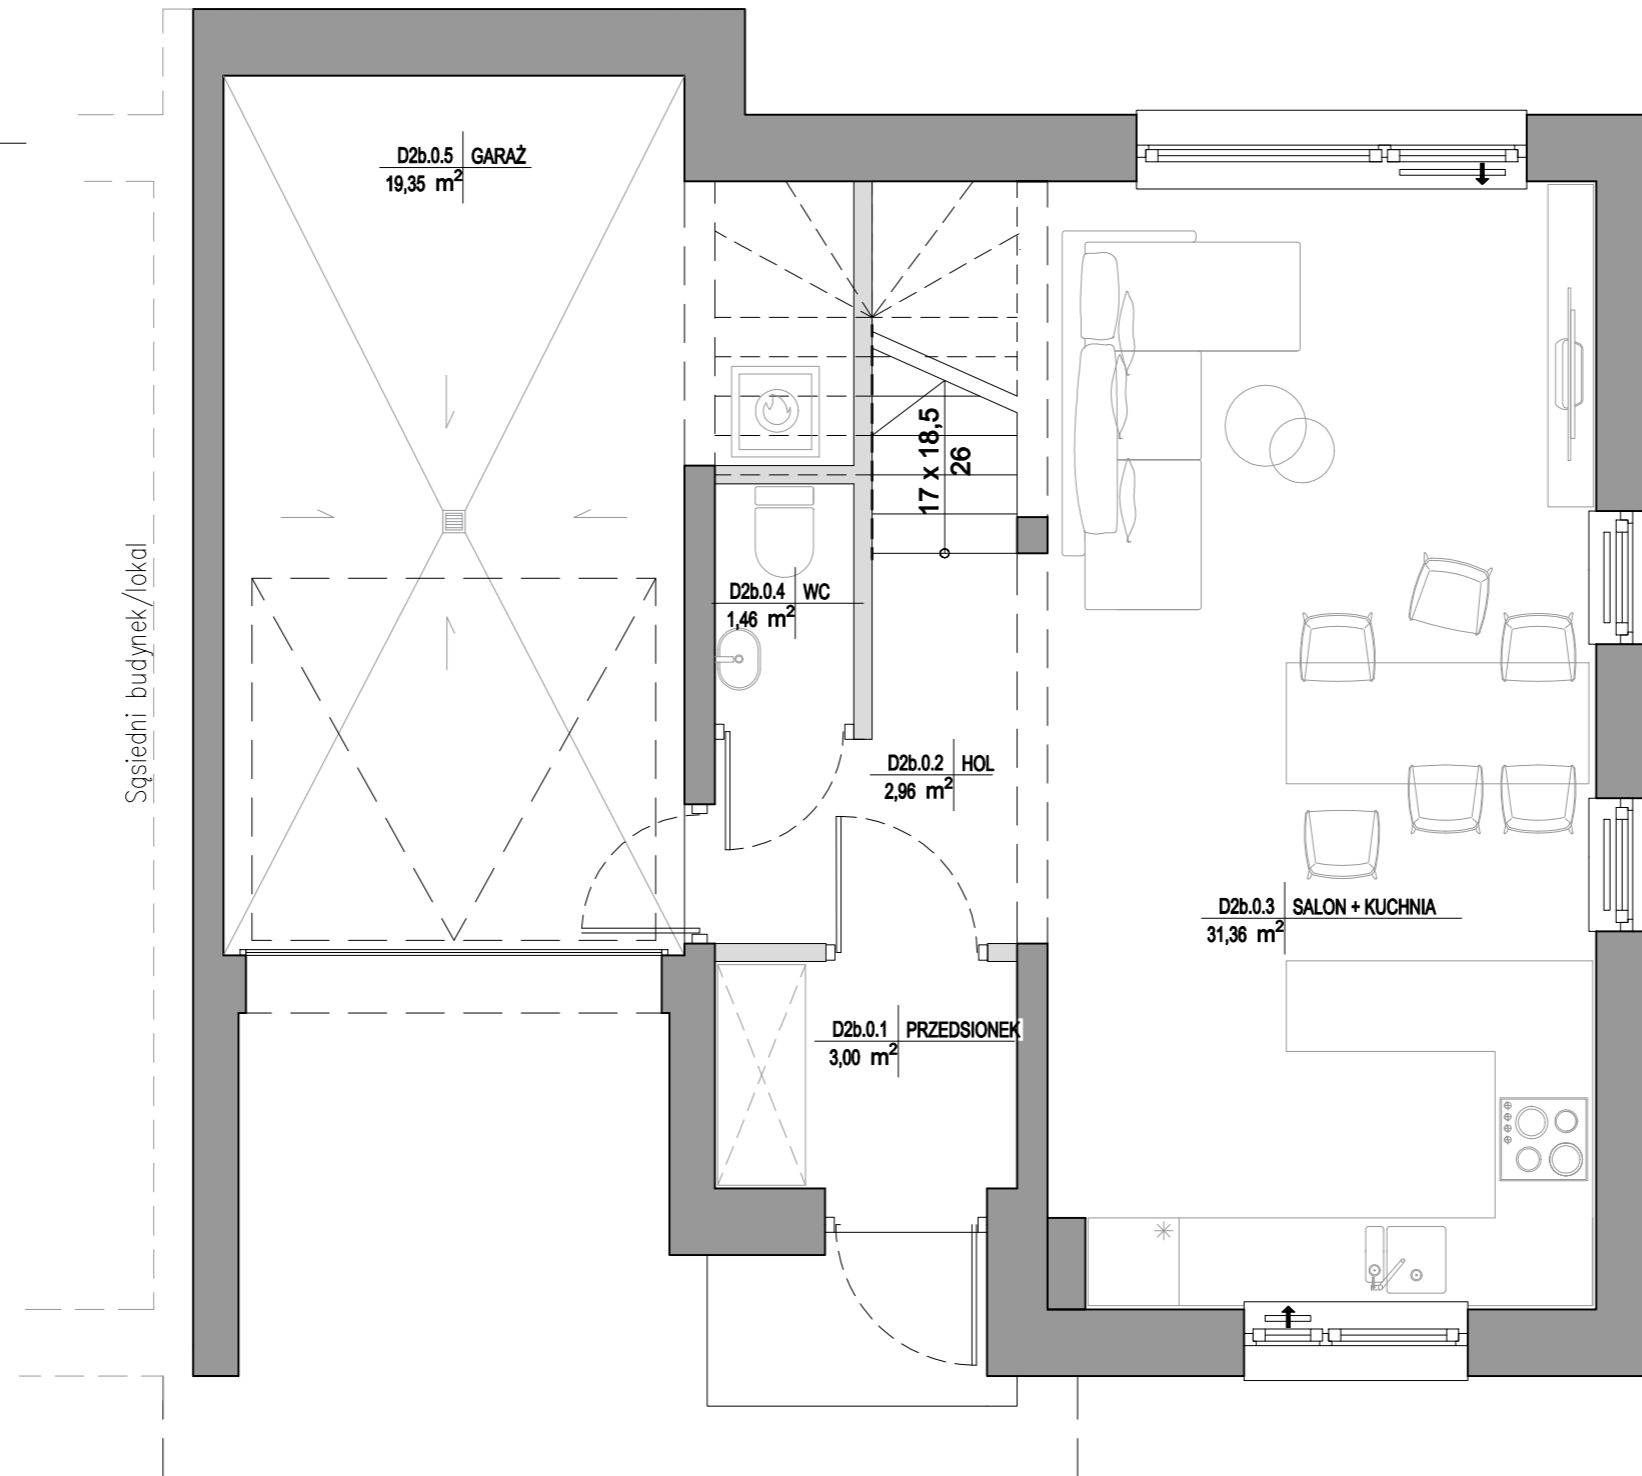 D2b.0.5 GARAŻ
19,35 m²
17 x 18,5
26
Sąsiedni budynek/lokal
D2b.0.4 WC
1,46 m²
D2b.0.2 HOL
2,96 m²
D2b.0.3 SALON + KUCHNIA
31,36 m²
D2b.0.1 PRZEDSIONEK
3,00 m²